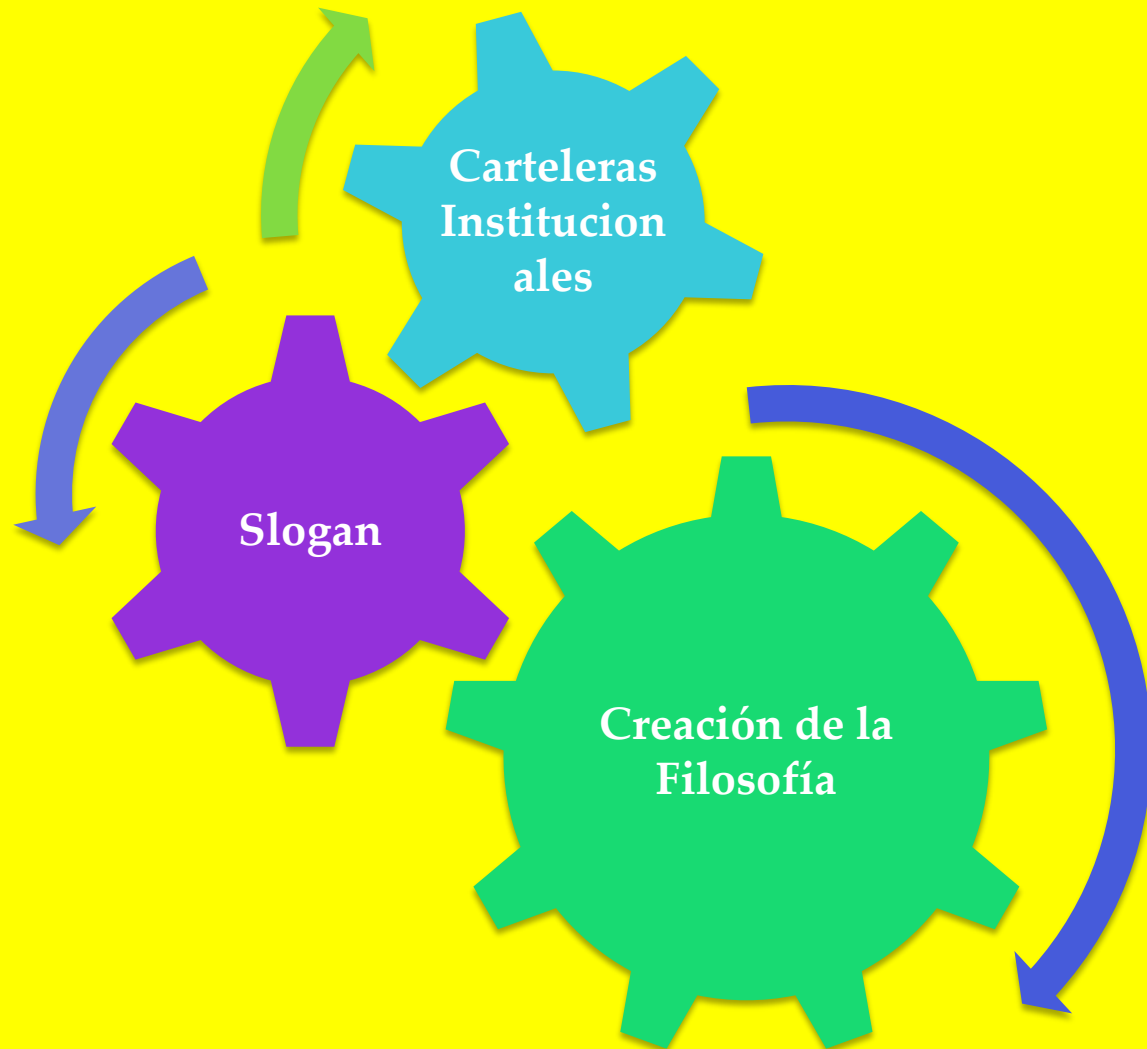 Carteleras
Institucion
ales
Slogan
Creación de la
Filosofía